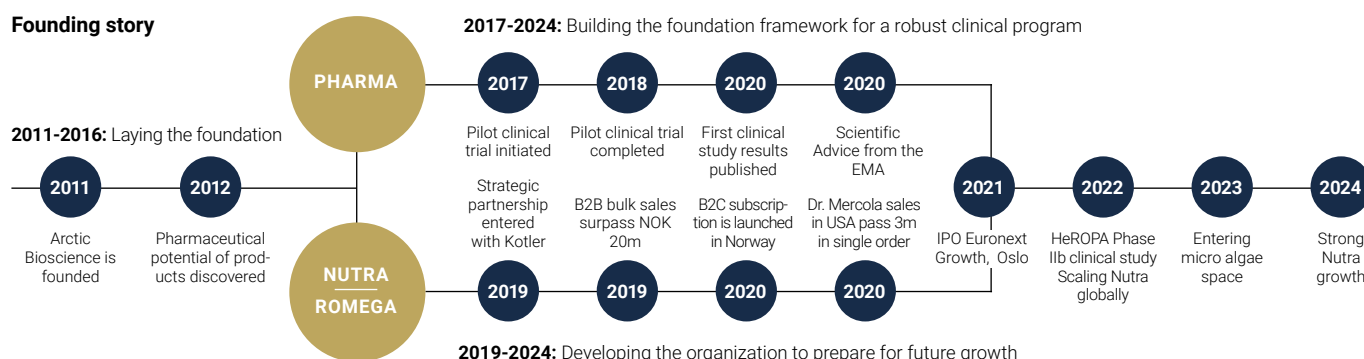 Founding story
2017-2024: Building the foundation framework for a robust clinical program
PHARMA
2017
2018
2020
2020
Pilot clinical
trial initiated
Pilot clinical trial
completed
First clinical
study results
published
Scientific
Advice from the
EMA
2011-2016: Laying the foundation
2011
2012
Arctic
Bioscience is
founded
Pharmaceutical
potential of prod-
ucts discovered
Strategic
partnership
entered
with Kotler
B2B bulk sales
surpass NOK
20m
B2C subscrip-
tion is launched
in Norway
Dr. Mercola sales
in USA pass 3m
in single order
NUTRA
ROMEGA
2019
2019
2020
2020
2021
2022
2023
2024
IPO Euronext
Growth, Oslo
HeROPA Phase
IIb clinical study
Scaling Nutra
globally
Entering
micro algae
space
Strong
Nutra
growth
2019-2024: Developing the organization to prepare for future growth